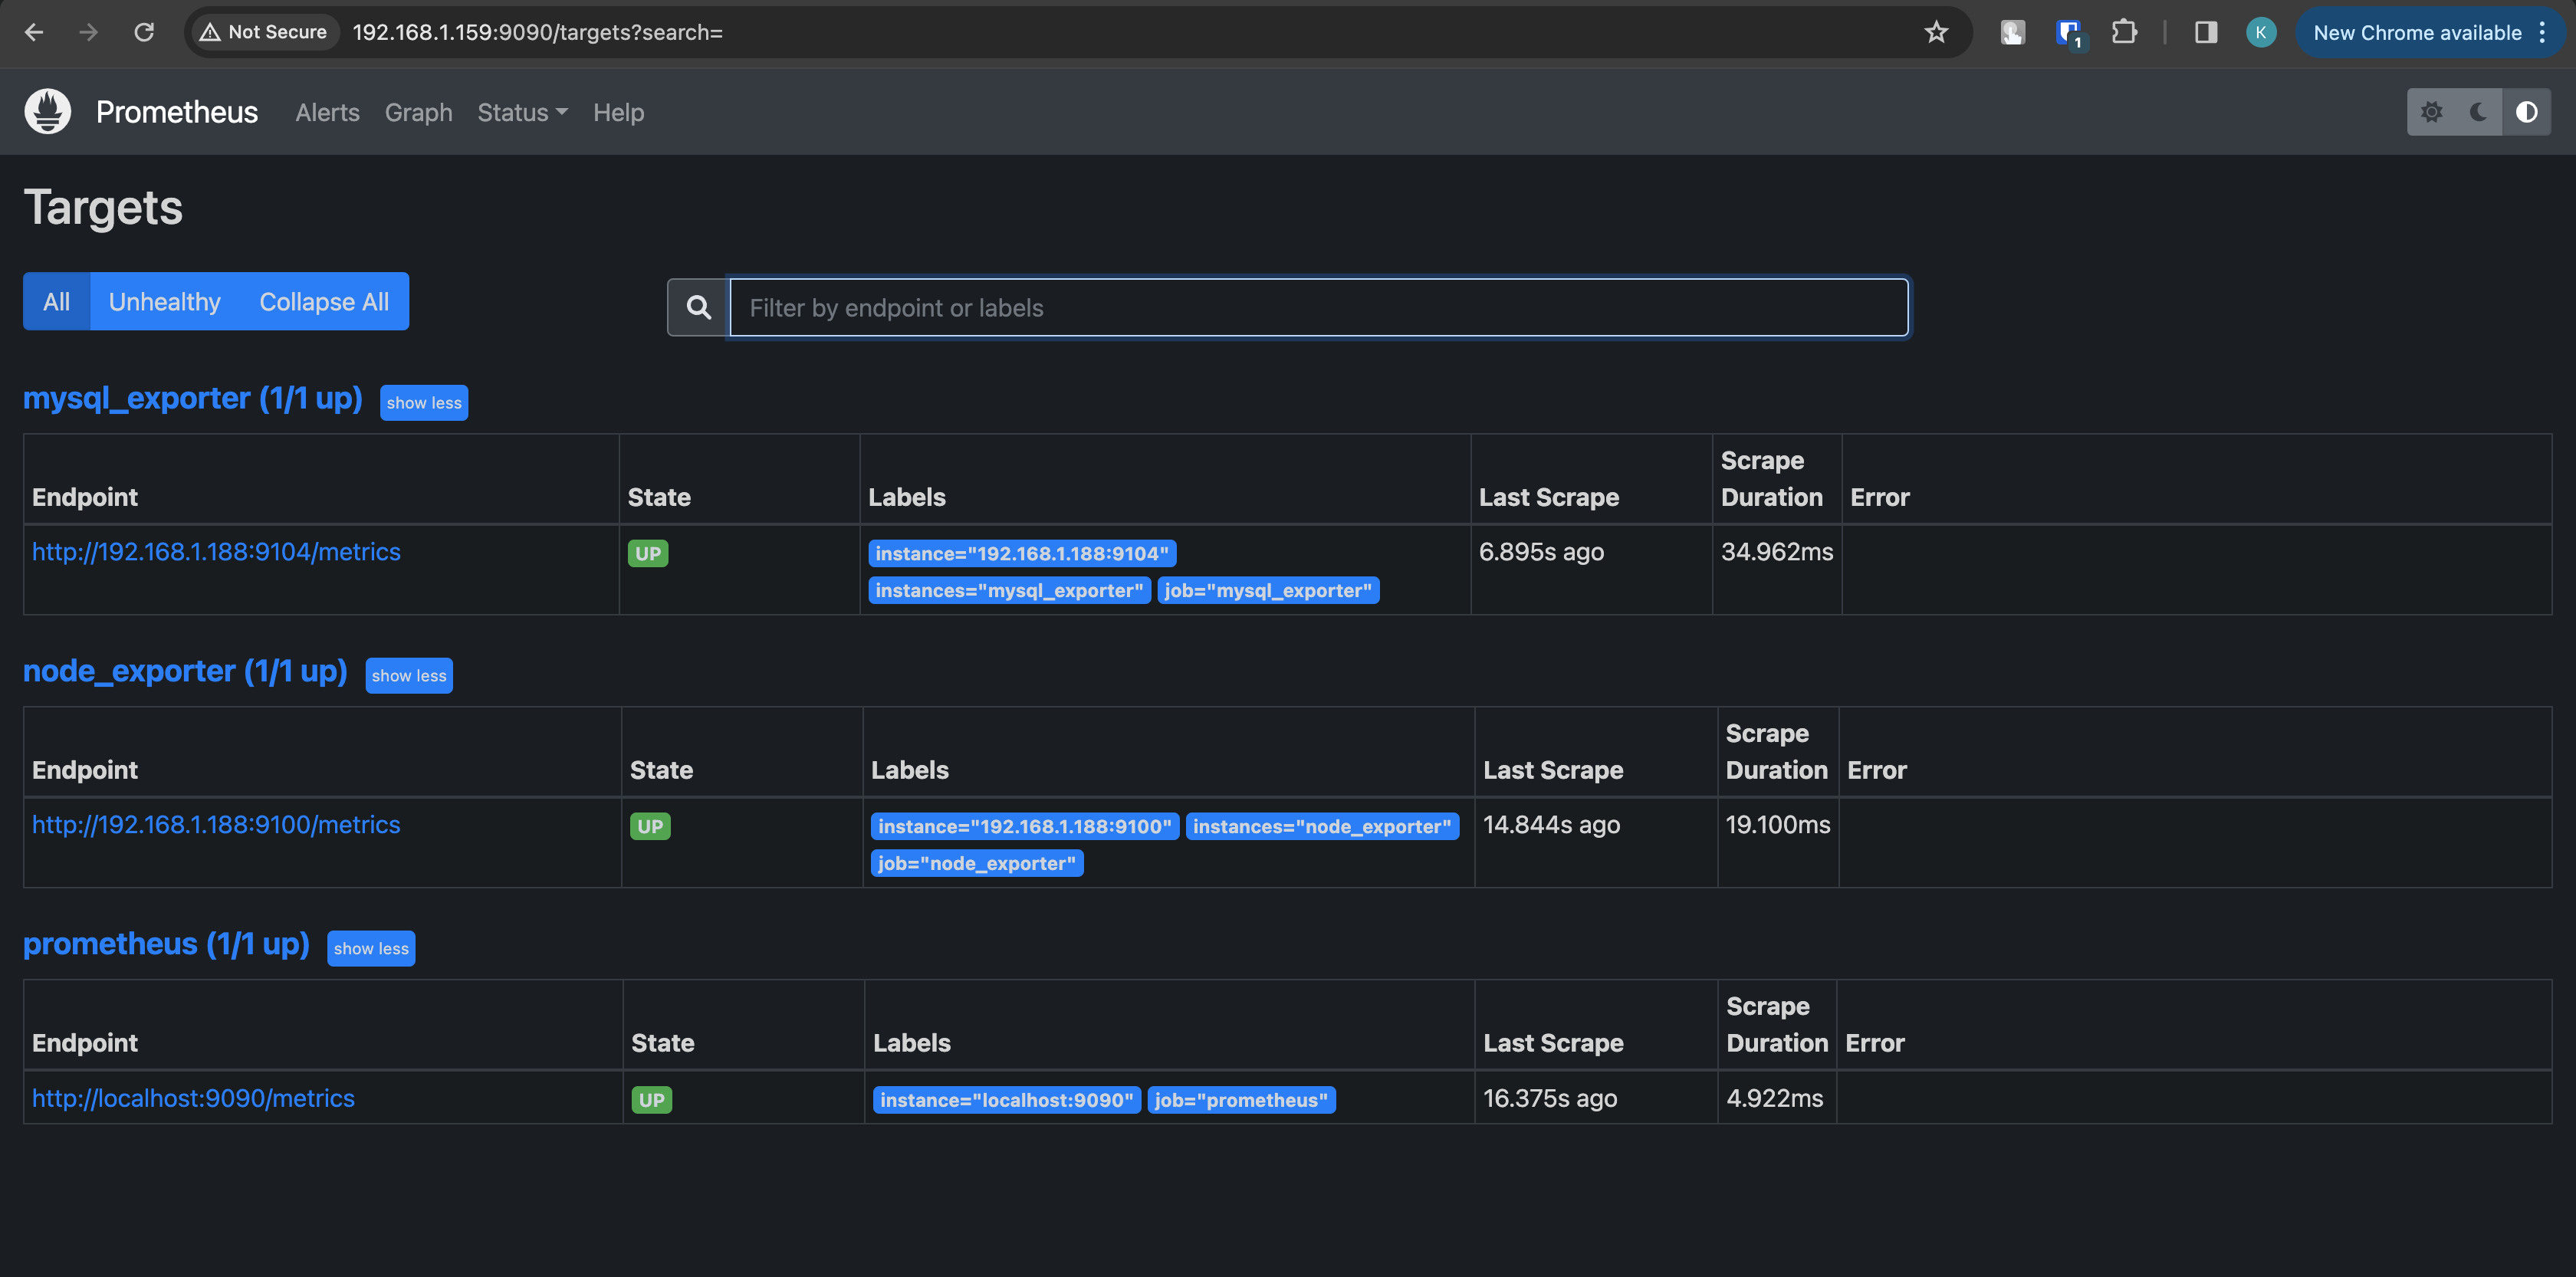 Not Secure 192.168.1.159:9090/targets?search= 1 K New Chrome available
Prometheus Alerts Graph Status Help
Targets
All Unhealthy Collapse All Filter by endpoint or labels
mysql_exporter (1/1 up) show less
Endpoint State Labels Last Scrape Scrape Duration Error
http://192.168.1.188:9104/metrics UP instance="192.168.1.188:9104" 6.895s ago 34.962ms
instances="mysql_exporter" job="mysql_exporter"
node_exporter (1/1 up) show less
Endpoint State Labels Last Scrape Scrape Duration Error
http://192.168.1.188:9100/metrics UP instance="192.168.1.188:9100" instances="node_exporter" 14.844s ago 19.100ms
job="node_exporter"
prometheus (1/1 up) show less
Endpoint State Labels Last Scrape Scrape Duration Error
http://localhost:9090/metrics UP instance="localhost:9090" job="prometheus" 16.375s ago 4.922ms